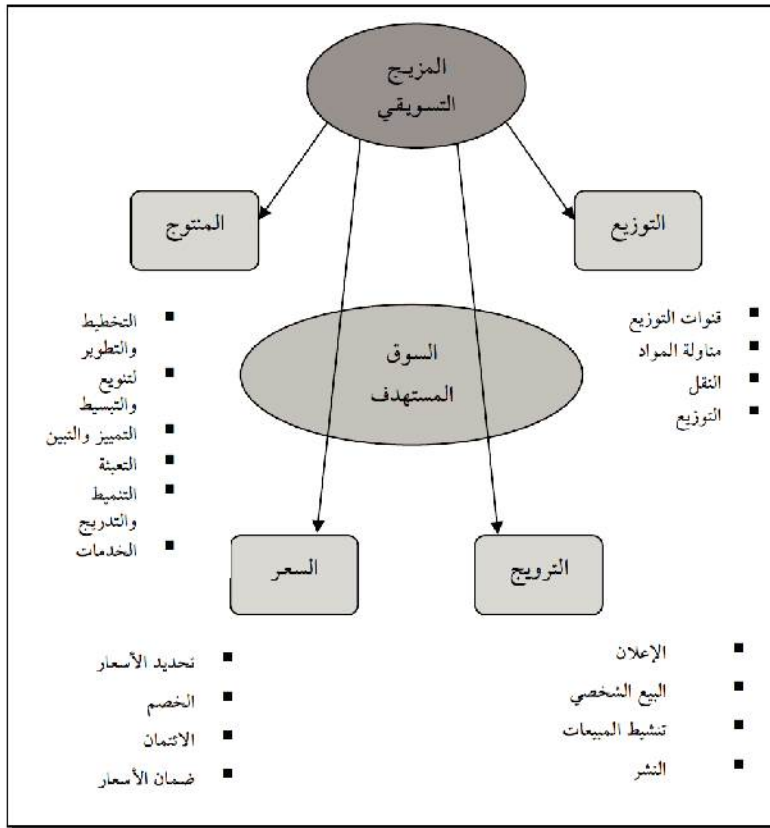 المزيج
التسويقي
التوزيع
المنتوج
قنوات التوزيع
مناولة المواد
النقل
التوزيع
التخطيط
والتطوير
لتنويع
والتبسيط
التمييز والتبين
التعبئة
التنميط
والتدريج
الخدمات
السوق
المستهدف
الترويج
السعر
الإعلان
البيع الشخصي
تنشيط المبيعات
النشر
تحديد الأسعار
الخصم
الائتمان
ضمان الأسعار